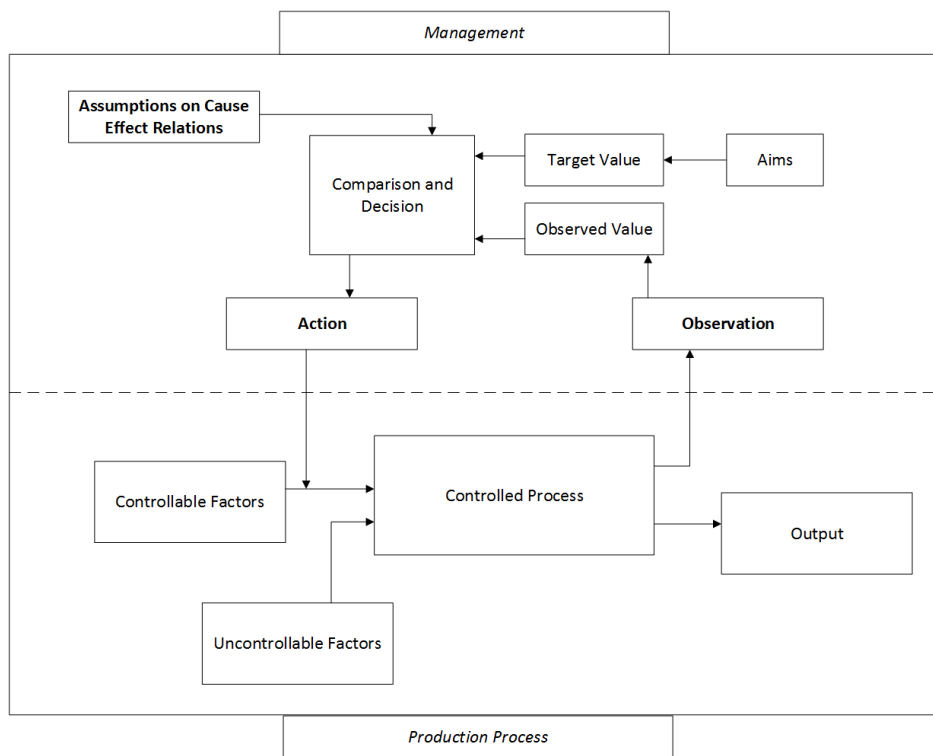 Management
Assumptions on Cause
Effect Relations
Comparison and
Decision
Target Value
Aims
Observed Value
Action
Observation
Controllable Factors
Controlled Process
Output
Uncontrollable Factors
Production Process